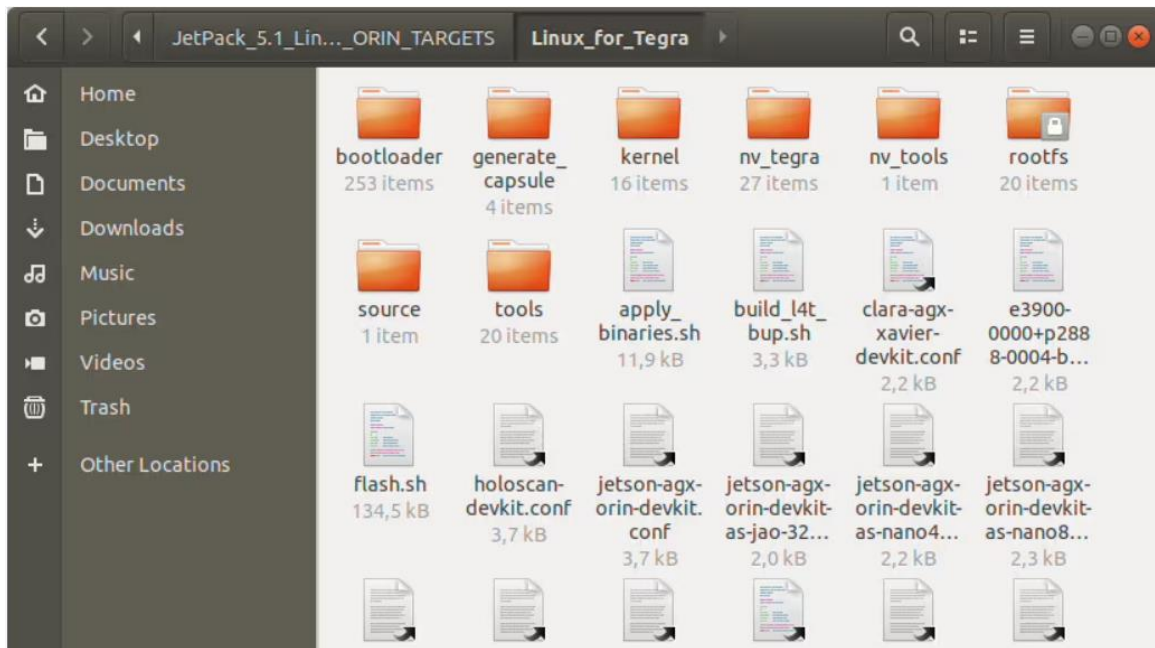 JetPack_5.1_Lin..._ORIN_TARGETS Linux_for_Tegra
Home
Desktop
Documents
Downloads
Music
Pictures
Videos
Trash
Other Locations
bootloader
253 items
generate_
capsule
4 items
kernel
16 items
nv_tegra
27 items
nv_tools
1 item
rootfs
20 items
source
1 item
tools
20 items
apply_
binaries.sh
11,9 kB
build_l4t_
bup.sh
3,3 kB
clara-agx-
xavier-
devkit.conf
2,2 kB
e3900-
0000+p288
8-0004-b...
2,2 kB
flash.sh
134,5 kB
holoscan-
devkit.conf
3,7 kB
jetson-agx-
orin-devkit.
conf
3,7 kB
jetson-agx-
orin-devkit-
as-jao-32...
2,0 kB
jetson-agx-
orin-devkit-
as-nano4...
2,2 kB
jetson-agx-
orin-devkit-
as-nano8...
2,3 kB